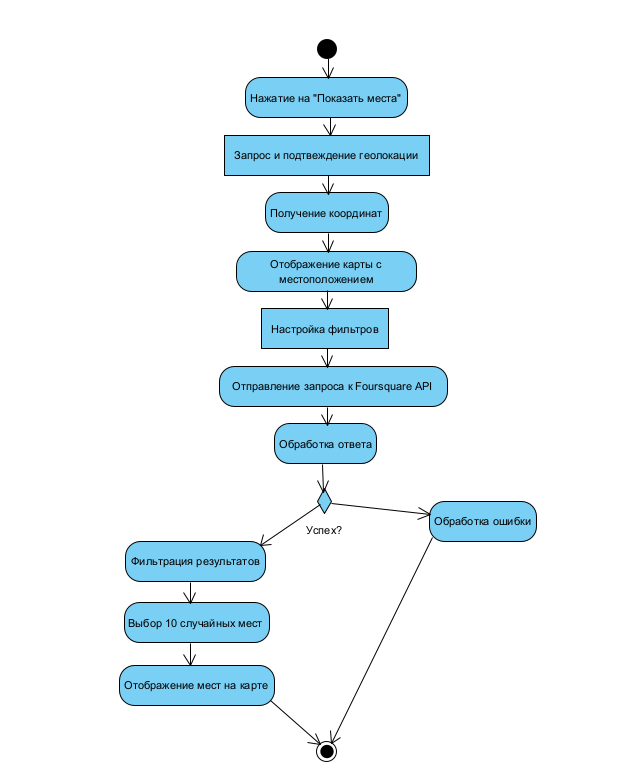 Нажатие на "Показать места"
Запрос и подтвеждение геолокации
Получение координат
Отображение карты с
местоположением
Настройка фильтров
Отправление запроса к Foursquare API
Обработка ответа
Успех?
Обработка ошибки
Фильтрация результатов
Выбор 10 случайных мест
Отображение мест на карте